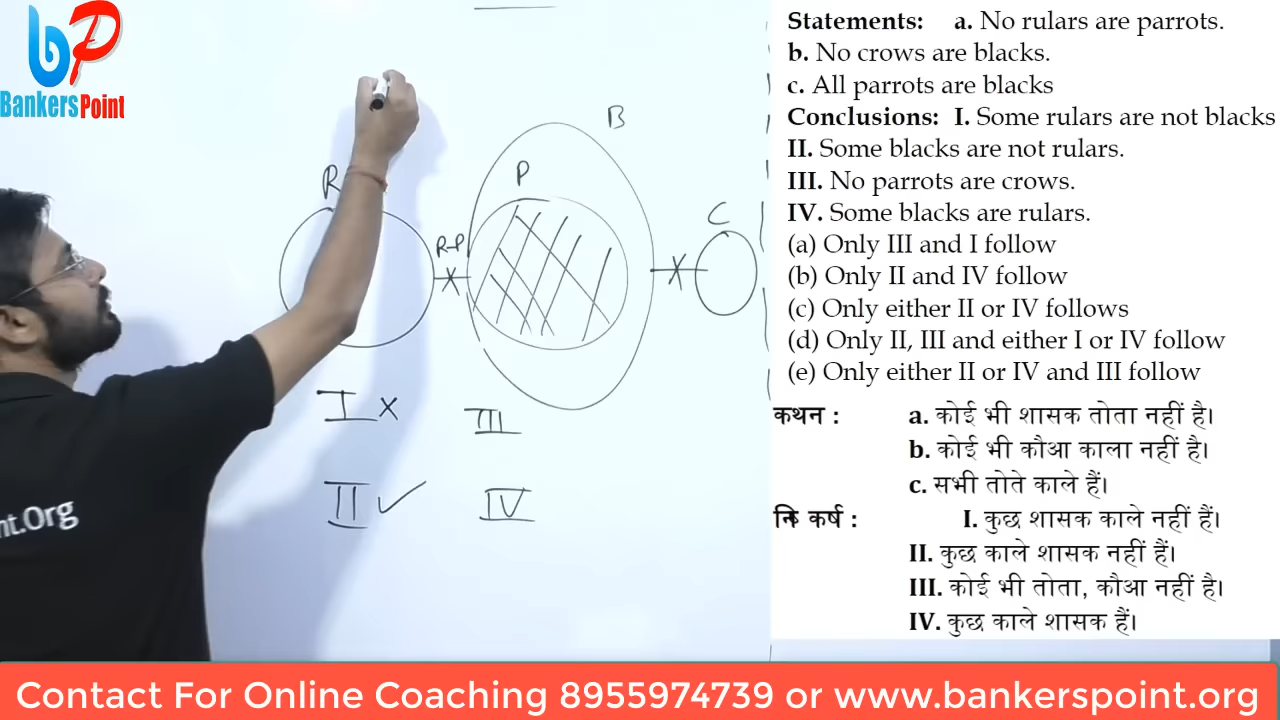 bp
BankersPoint
Statements: a. No rulars are parrots.
b. No crows are blacks.
c. All parrots are blacks
Conclusions: I. Some rulars are not blacks
II. Some blacks are not rulars.
III. No parrots are crows.
IV. Some blacks are rulars.
(a) Only III and I follow
(b) Only II and IV follow
(c) Only either II or IV follows
(d) Only II, III and either I or IV follow
(e) Only either II or IV and III follow
कथन : a. कोई भी शासक तोता नहीं है।
b. कोई भी कौआ काला नहीं है।
c. सभी तोते काले हैं।
निष्कर्ष : I. कुछ शासक काले नहीं हैं।
II. कुछ काले शासक नहीं हैं।
III. कोई भी तोता, कौआ नहीं है।
IV. कुछ काले शासक हैं।
B
P
R
C
R-P
I x
III
II ✓
IV
nt.Org
Contact For Online Coaching 8955974739 or www.bankerspoint.org